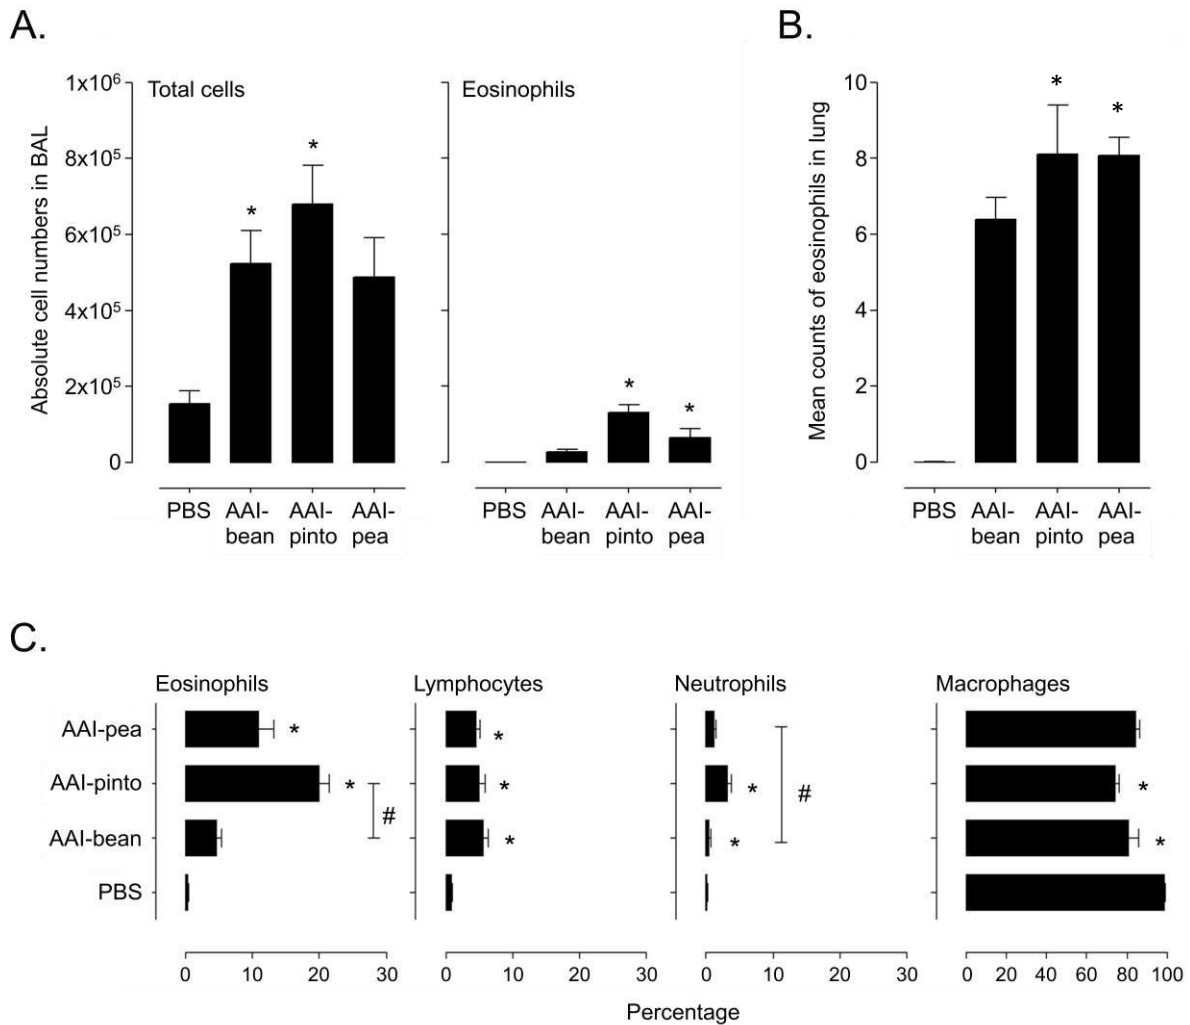 A.
B.
Total cells
Eosinophils
Absolute cell numbers in BAL
1x10⁶
8x10⁵
6x10⁵
4x10⁵
2x10⁵
0
*
*
*
*
PBS
AAI-
bean
AAI-
pinto
AAI-
pea
PBS
AAI-
bean
AAI-
pinto
AAI-
pea
Mean counts of eosinophils in lung
10
8
6
4
2
0
*
*
PBS
AAI-
bean
AAI-
pinto
AAI-
pea
C.
Eosinophils
Lymphocytes
Neutrophils
Macrophages
AAI-pea
*
*
AAI-pinto
*
*
*
*
#
#
AAI-bean
*
*
*
PBS
0 10 20 30
0 10 20 30
0 10 20 30
0 20 40 60 80 100
Percentage